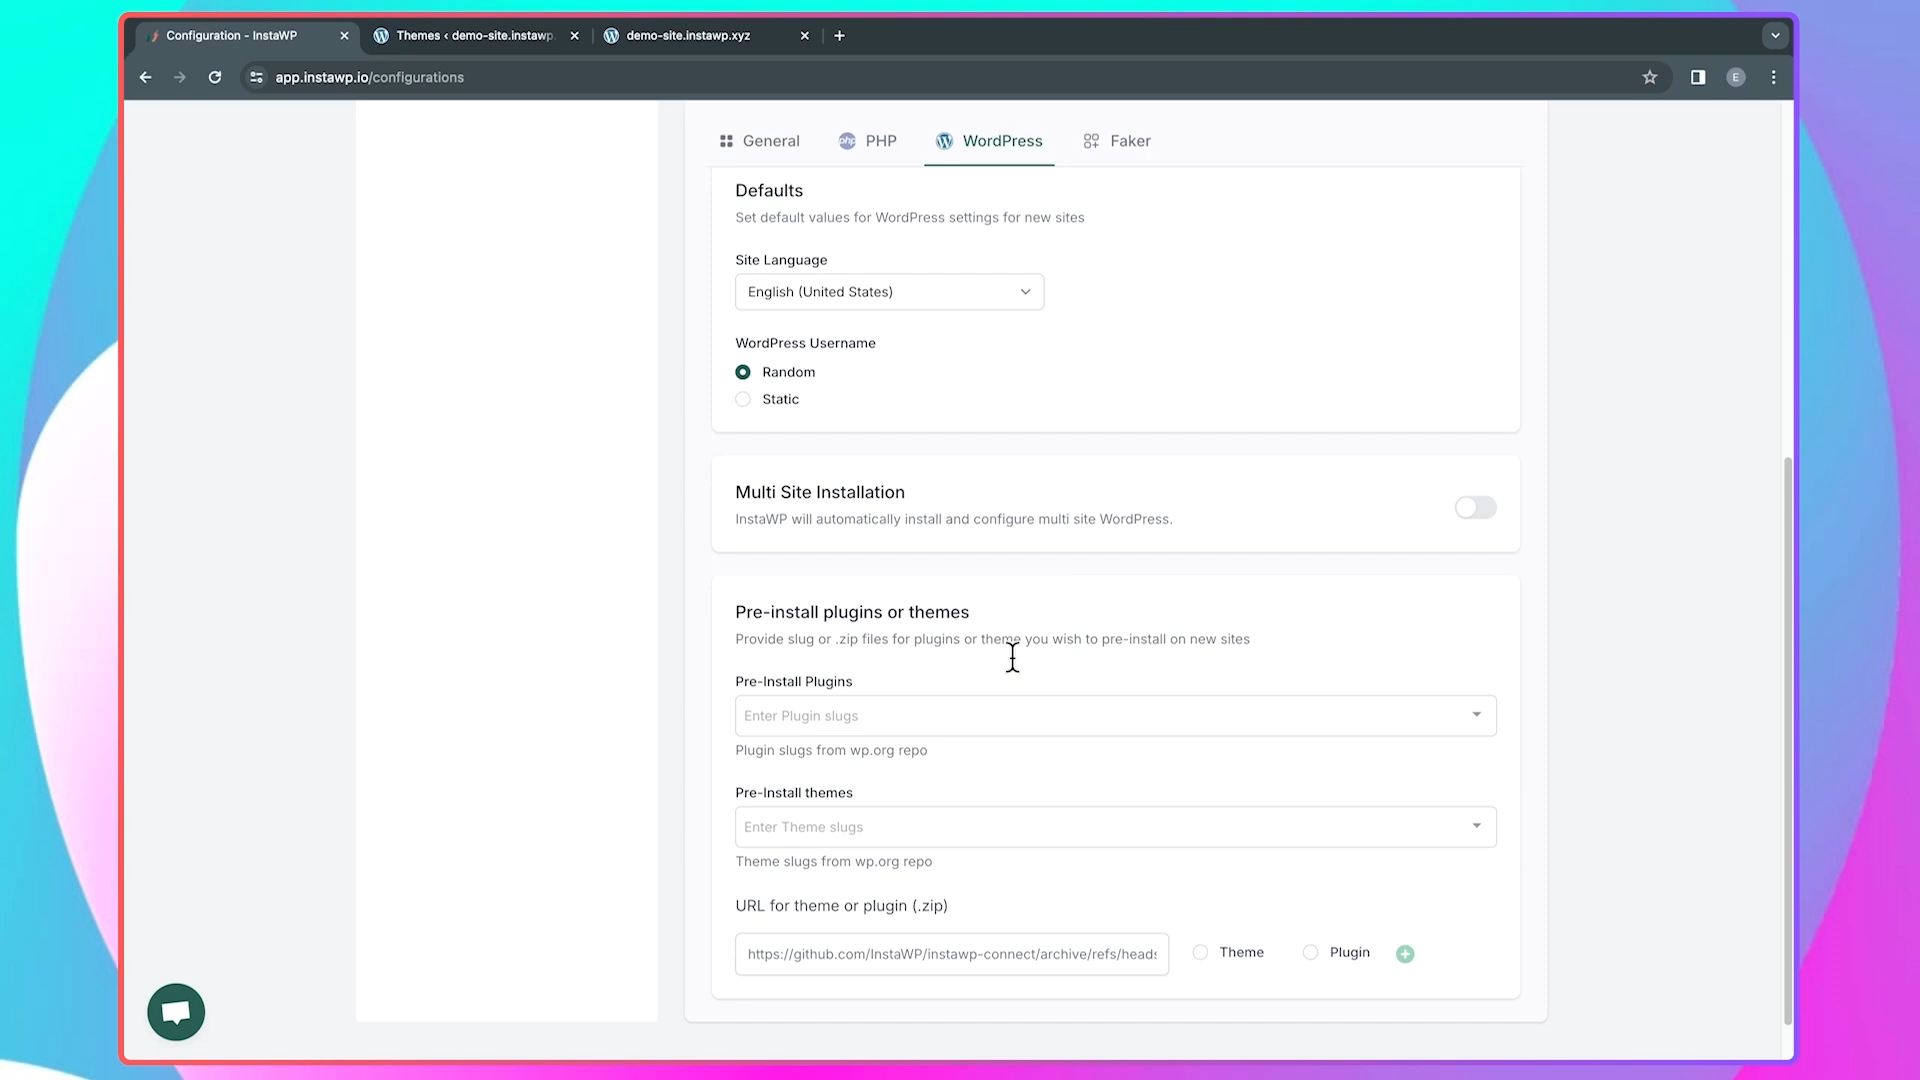 Configuration - InstaWP
Themes ‹ demo-site.instawp.
demo-site.instawp.xyz
app.instawp.io/configurations
E
General
php
PHP
WordPress
Faker
Defaults
Set default values for WordPress settings for new sites
Site Language
English (United States)
WordPress Username
Random
Static
Multi Site Installation
InstaWP will automatically install and configure multi site WordPress.
Pre-install plugins or themes
Provide slug or .zip files for plugins or theme you wish to pre-install on new sites
Pre-Install Plugins
Enter Plugin slugs
Plugin slugs from wp.org repo
Pre-Install themes
Enter Theme slugs
Theme slugs from wp.org repo
URL for theme or plugin (.zip)
https://github.com/InstaWP/instawp-connect/archive/refs/heads
Theme
Plugin